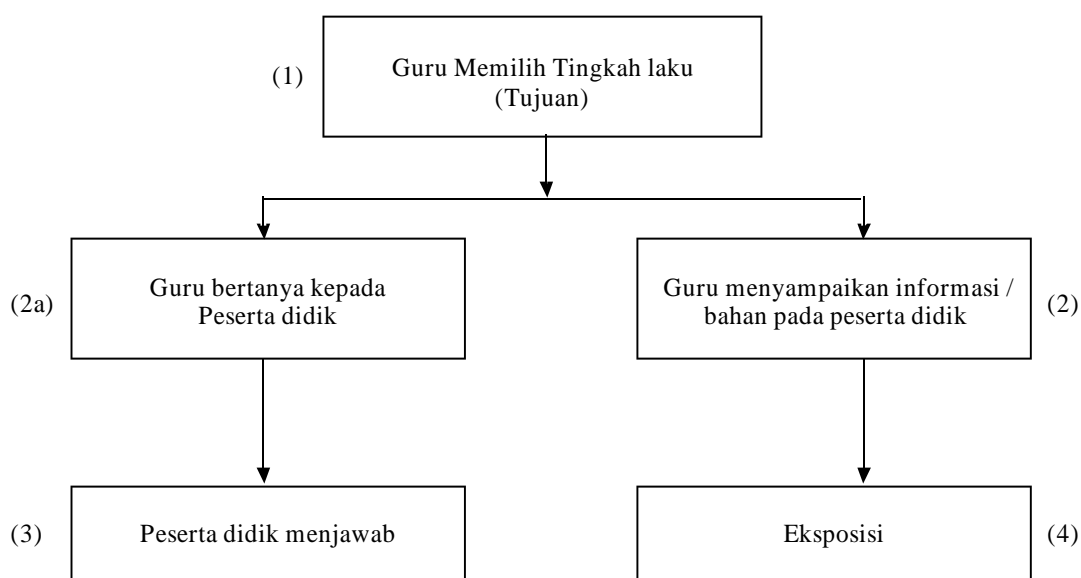 (1)
Guru Memilih Tingkah laku
(Tujuan)
(2a)
Guru bertanya kepada
Peserta didik
Guru menyampaikan informasi /
bahan pada peserta didik
(2)
(3)
Peserta didik menjawab
Eksposisi
(4)